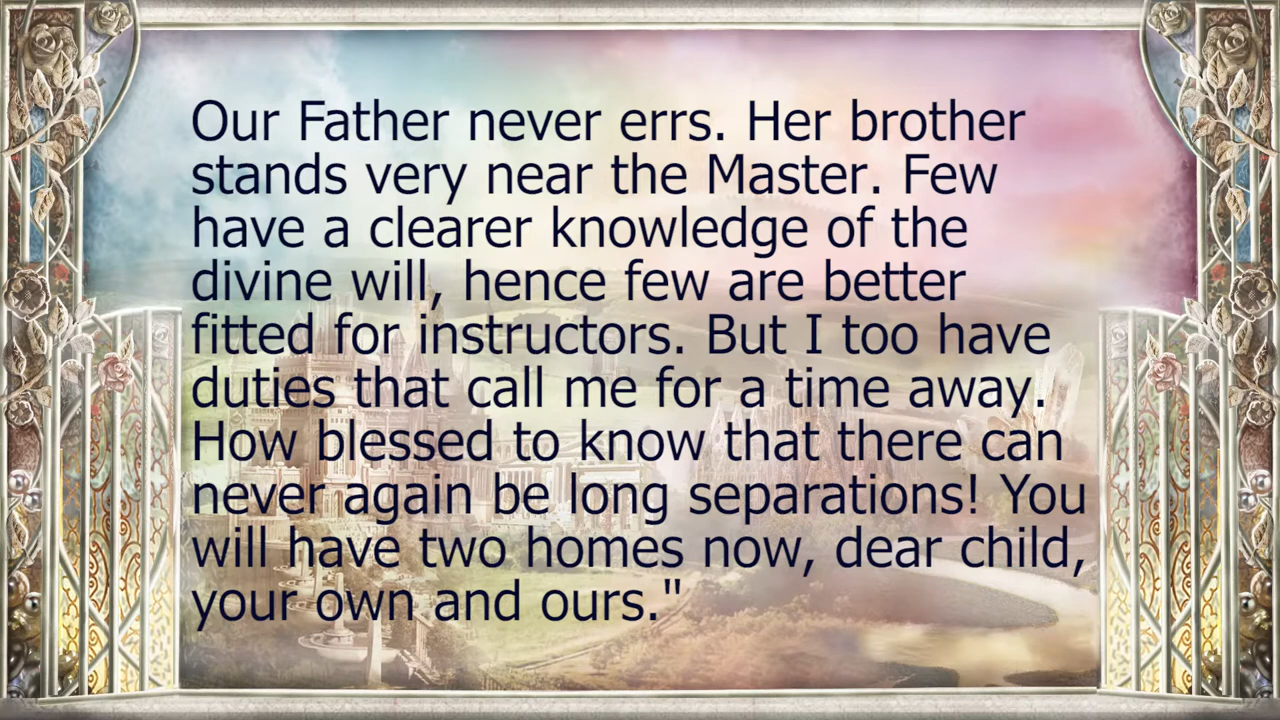 Our Father never errs. Her brother
stands very near the Master. Few
have a clearer knowledge of the
divine will, hence few are better
fitted for instructors. But I too have
duties that call me for a time away.
How blessed to know that there can
never again be long separations! You
will have two homes now, dear child,
your own and ours."